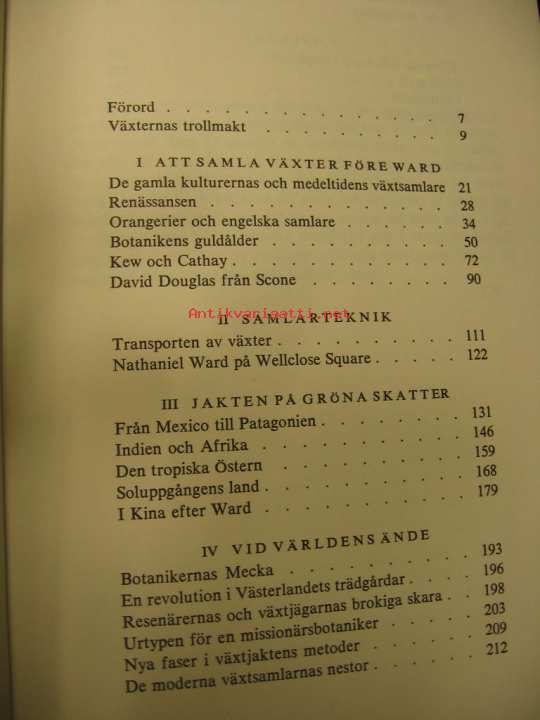 Förord . . . . . . . . . . . . . . 7
Växternas trollmakt . . . . . . . . . . 9
I ATT SAMLA VÄXTER FÖRE WARD
De gamla kulturernas och medeltidens växtsamlare 21
Renässansen . . . . . . . . . . . . 28
Orangerier och engelska samlare . . . . . . 34
Botanikens guldålder . . . . . . . . . . 50
Kew och Cathay . . . . . . . . . . . 72
David Douglas från Scone . . . . . . . . 90
Antikvariaatti.net
II SAMLARTEKNIK
Transporten av växter . . . . . . . . . 111
Nathaniel Ward på Wellclose Square . . . . . 122
III JAKTEN PÅ GRÖNA SKATTER
Från Mexico till Patagonien . . . . . . . . 131
Indien och Afrika . . . . . . . . . . . 146
Den tropiska Östern . . . . . . . . . . 159
Soluppgångens land . . . . . . . . . . 168
I Kina efter Ward . . . . . . . . . . . 179
IV VID VÄRLDENS ÄNDE
Botanikernas Mecka . . . . . . . . . . 193
En revolution i Västerlandets trädgårdar . . . . 196
Resenärernas och växtjägarnas brokiga skara . . 198
Urtypen för en missionärsbotaniker . . . . . 203
Nya faser i växtjaktens metoder . . . . . . 209
De moderna växtsamlarnas nestor . . . . . . 212